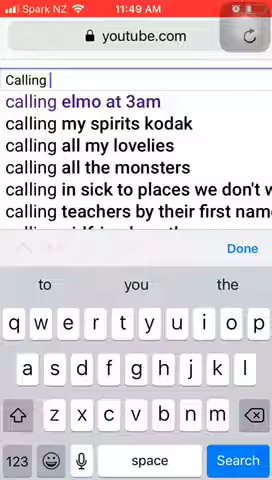 Spark NZ 11:49 AM
youtube.com
Calling
calling elmo at 3am
calling my spirits kodak
calling all my lovelies
calling all the monsters
calling in sick to places we don't w
calling teachers by their first nam
Done
to you the
q w e r t y u i o p
a s d f g h j k l
z x c v b n m
123 space Search